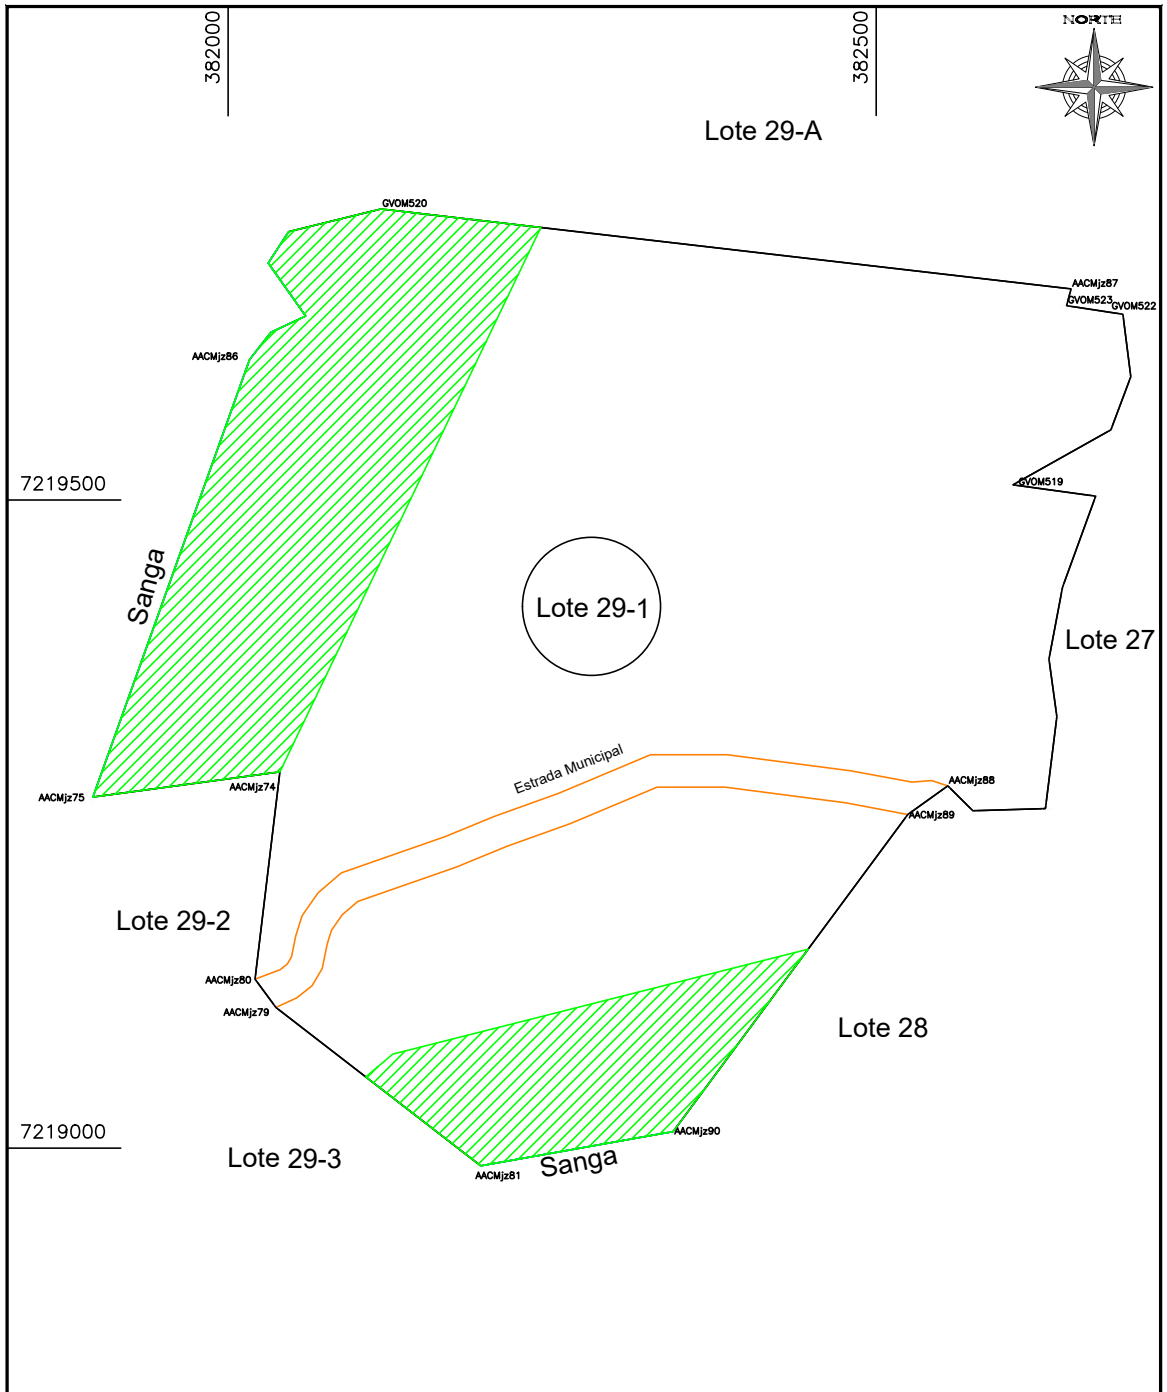 382000
382500
NORTE
Lote 29-A
GVOM520
AACMjz87
GVOM523
GVOM522
AACMjz86
7219500
GVOM519
Sanga
Lote 29-1
Lote 27
Estrada Municipal
AACMjz75
AACMjz74
AACMjz88
AACMjz89
Lote 29-2
AACMjz80
AACMjz79
Lote 28
7219000
AACMjz90
Lote 29-3
Sanga
AACMjz81